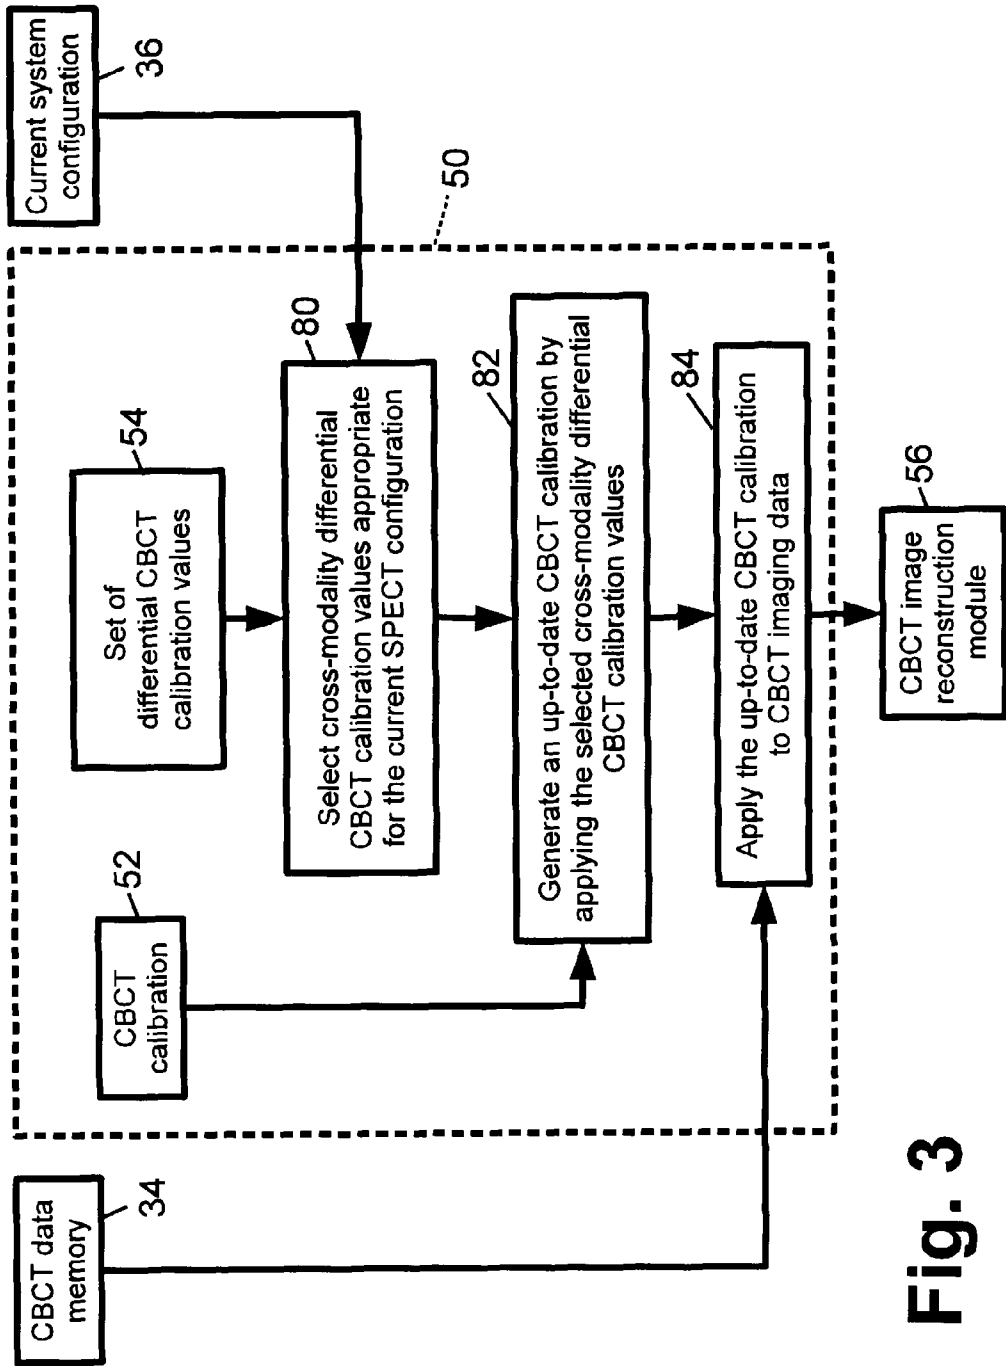 CBCT data
memory
34
Current system
configuration
36
50
CBCT
calibration
52
Set of
differential CBCT
calibration values
54
Select cross-modality differential
CBCT calibration values appropriate
for the current SPECT configuration
80
Generate an up-to-date CBCT calibration by
applying the selected cross-modality differential
CBCT calibration values
82
Apply the up-to-date CBCT calibration
to CBCT imaging data
84
CBCT image
reconstruction
module
56
Fig. 3